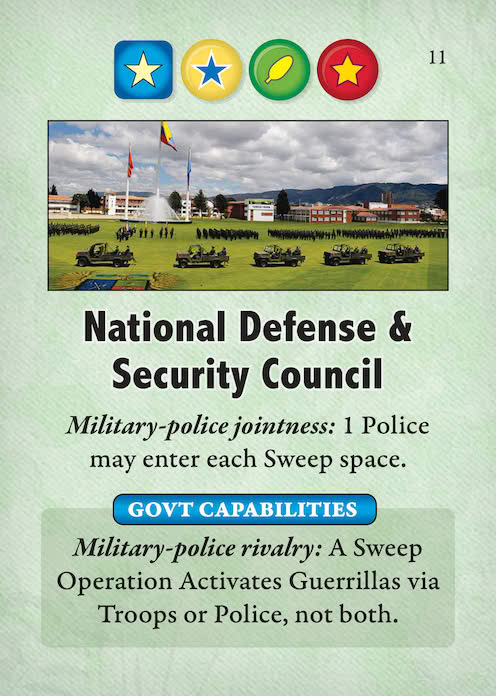 11
National Defense &
Security Council
Military-police jointness: 1 Police
may enter each Sweep space.
GOVT CAPABILITIES
Military-police rivalry: A Sweep
Operation Activates Guerrillas via
Troops or Police, not both.